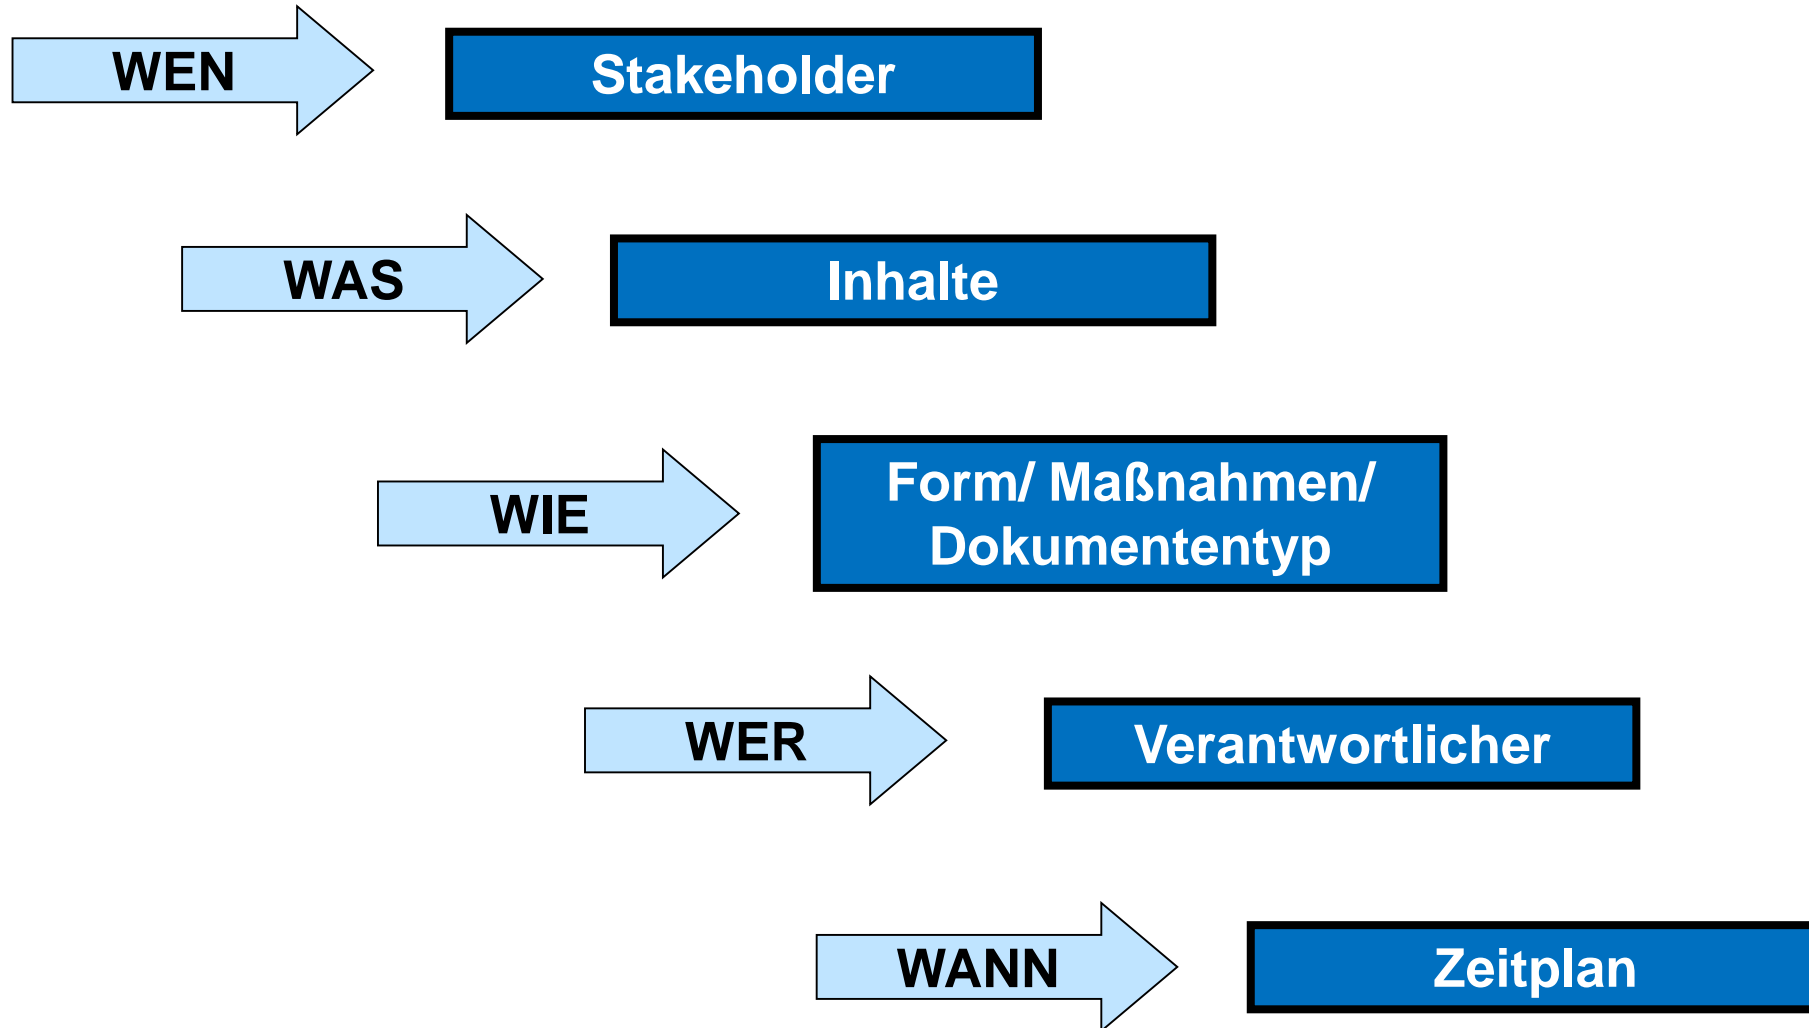 WEN
Stakeholder
WAS
Inhalte
WIE
Form/ Maßnahmen/
Dokumententyp
WER
Verantwortlicher
WANN
Zeitplan